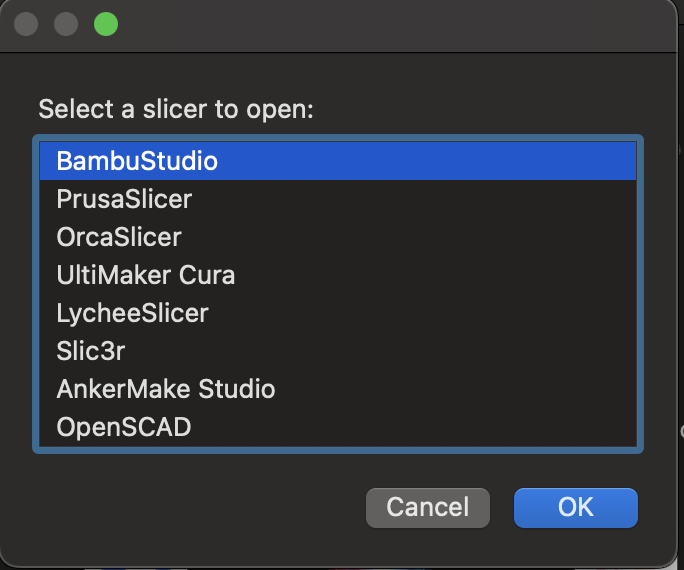 Select a slicer to open:
BambuStudio
PrusaSlicer
OrcaSlicer
UltiMaker Cura
LycheeSlicer
Slic3r
AnkerMake Studio
OpenSCAD
Cancel
OK